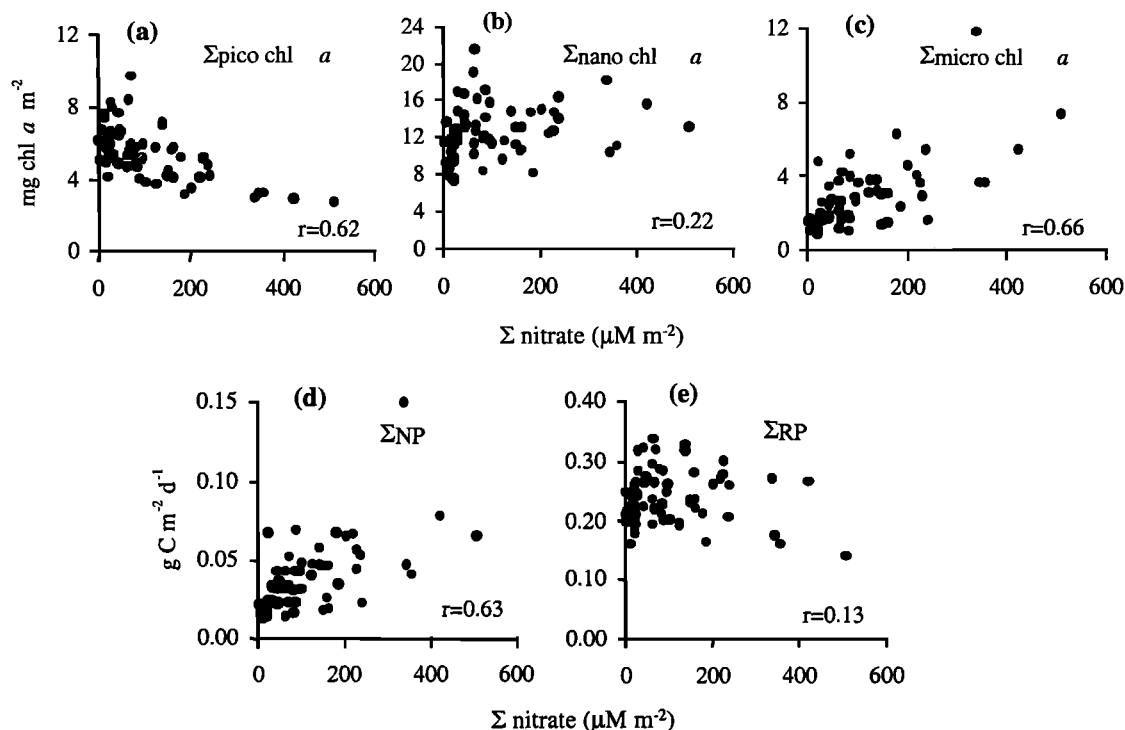 (a)
Σpico chl a
(b)
Σnano chl a
(c)
Σmicro chl a
mg chl a m-2
12
8
4
0
r=0.62
0 200 400 600
24
20
16
12
8
4
0
r=0.22
0 200 400 600
12
8
4
0
r=0.66
0 200 400 600
Σ nitrate (μM m-2)
(d)
ΣNP
(e)
ΣRP
g C m-2 d-1
0.15
0.10
0.05
0.00
r=0.63
0 200 400 600
0.40
0.30
0.20
0.10
0.00
r=0.13
0 200 400 600
Σ nitrate (μM m-2)